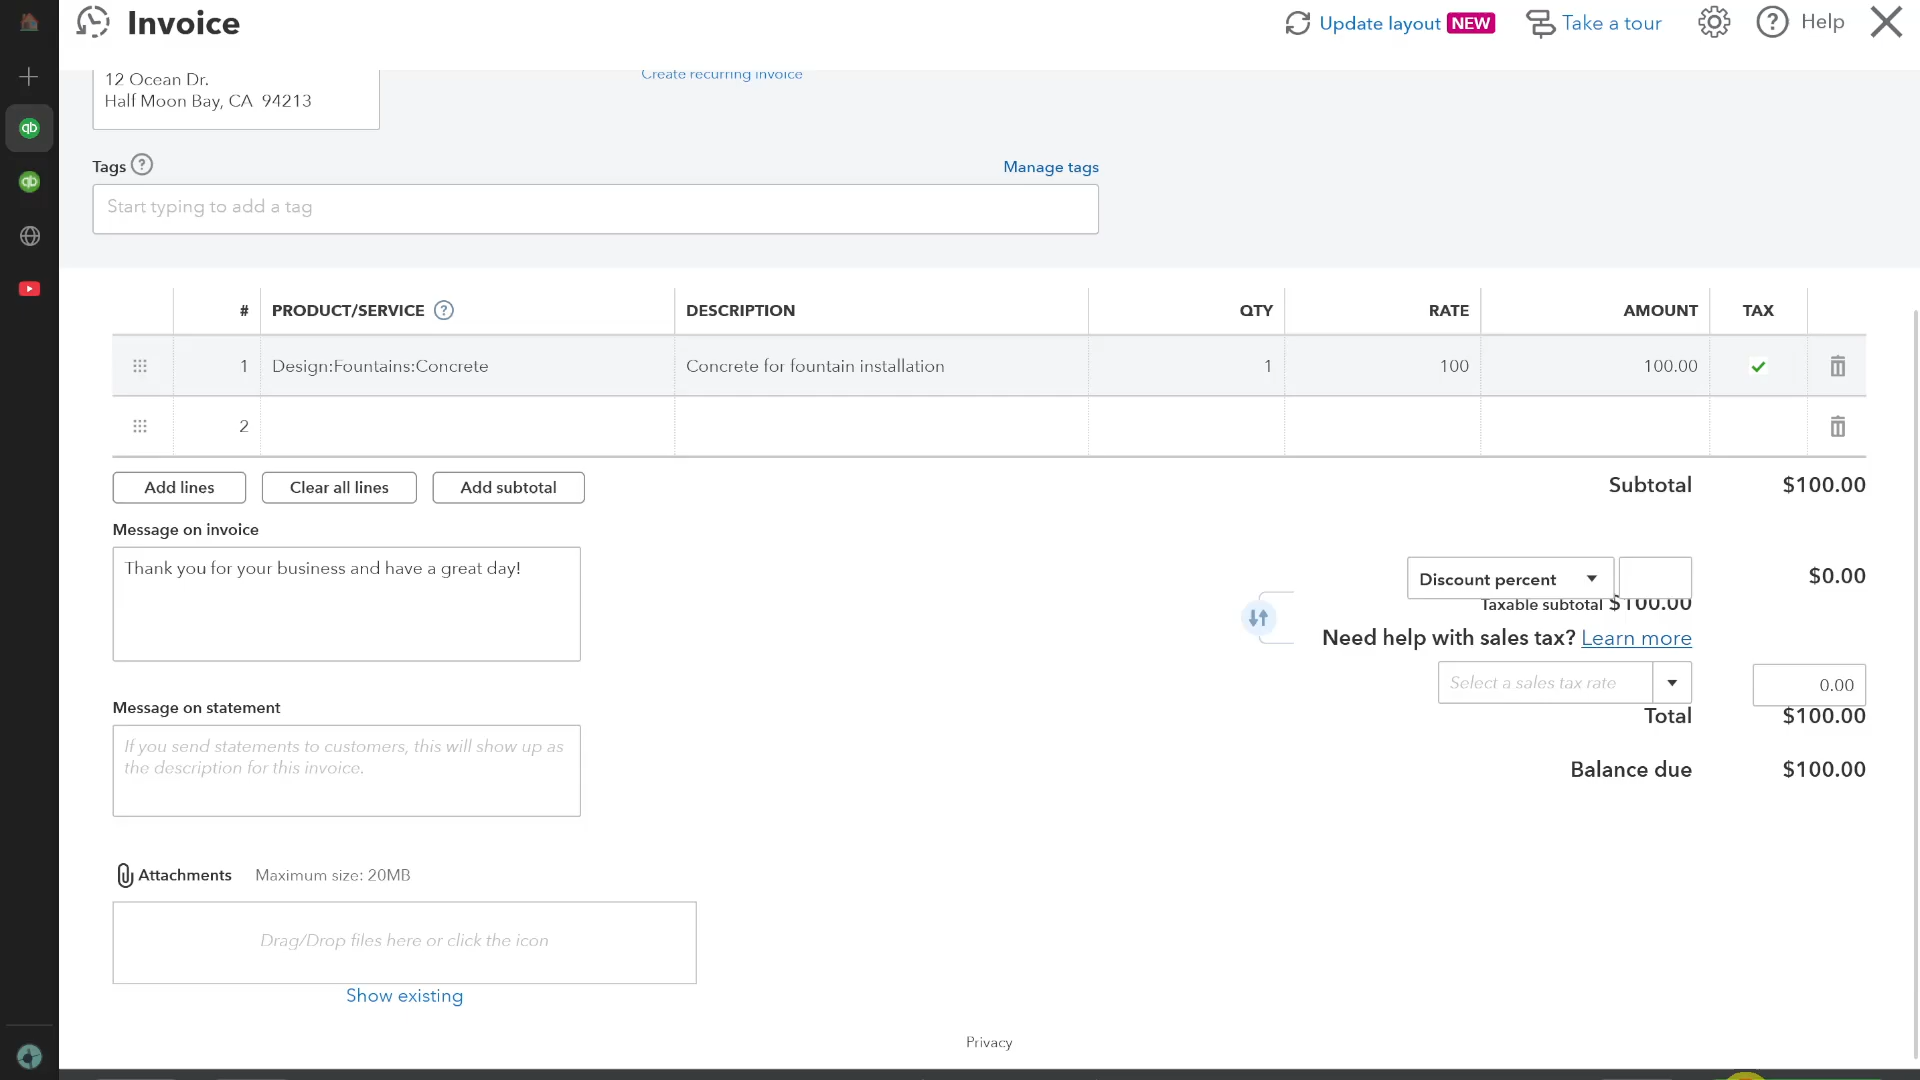 Invoice
Update layout NEW
Take a tour
Help
12 Ocean Dr.
Half Moon Bay, CA 94213
Create recurring invoice
Tags ?
Manage tags
Start typing to add a tag
# PRODUCT/SERVICE ? DESCRIPTION QTY RATE AMOUNT TAX
1 Design:Fountains:Concrete Concrete for fountain installation 1 100 100.00
2
Add lines Clear all lines Add subtotal
Subtotal $100.00
Message on invoice
Thank you for your business and have a great day!
Discount percent $0.00
Taxable subtotal $100.00
Need help with sales tax? Learn more
Select a sales tax rate 0.00
Total $100.00
Message on statement
If you send statements to customers, this will show up as
the description for this invoice.
Balance due $100.00
Attachments Maximum size: 20MB
Drag/Drop files here or click the icon
Show existing
Privacy
qb
qb